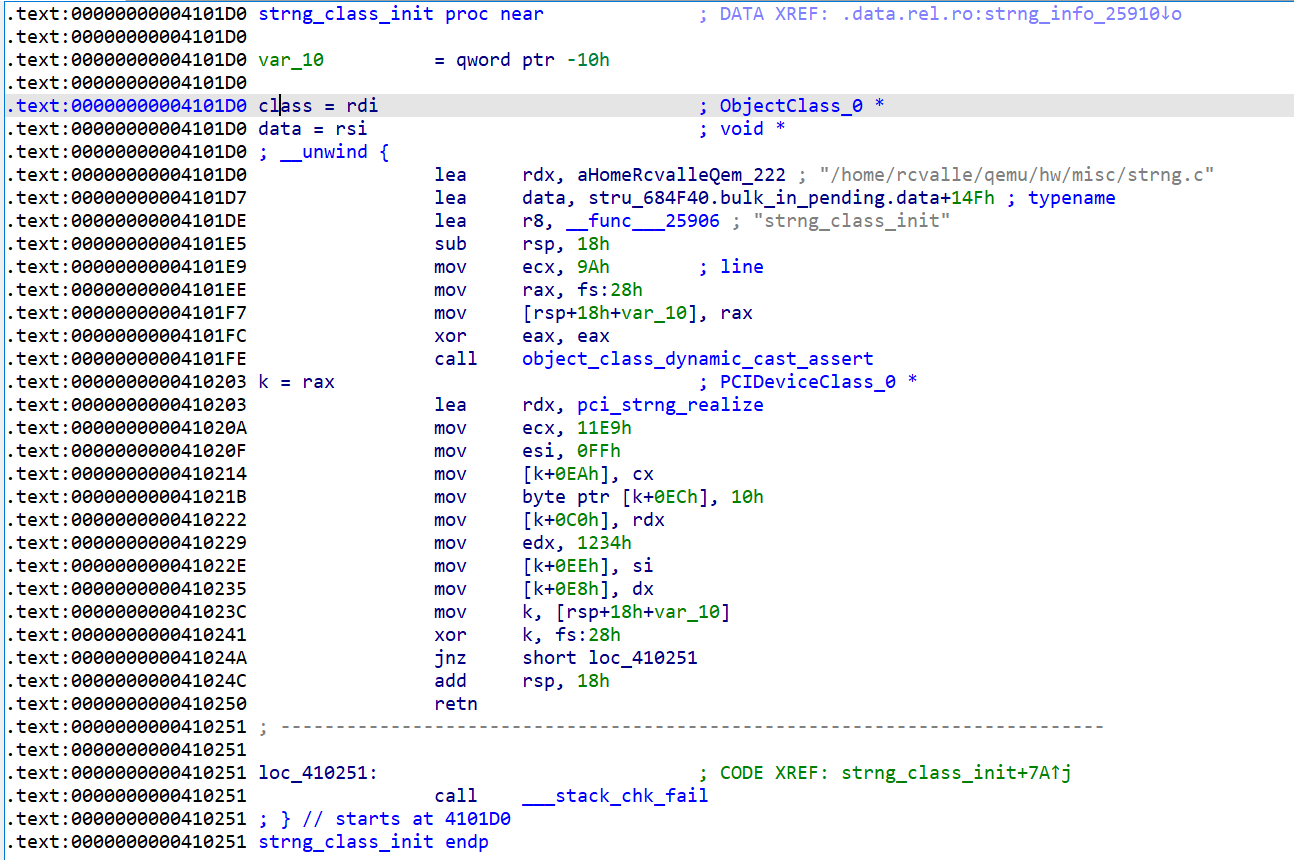 .text:00000000004101D0 strng_class_init proc near ; DATA XREF: .data.rel.ro:strng_info_25910↓o
.text:00000000004101D0
.text:00000000004101D0 var_10 = qword ptr -10h
.text:00000000004101D0
.text:00000000004101D0 class = rdi ; ObjectClass_0 *
.text:00000000004101D0 data = rsi ; void *
.text:00000000004101D0 ; __unwind {
.text:00000000004101D0 lea rdx, aHomeRcvalleQem_222 ; "/home/rcvalle/qemu/hw/misc/strng.c"
.text:00000000004101D7 lea data, stru_684F40.bulk_in_pending.data+14Fh ; typename
.text:00000000004101DE lea r8, __func___25906 ; "strng_class_init"
.text:00000000004101E5 sub rsp, 18h
.text:00000000004101E9 mov ecx, 9Ah ; line
.text:00000000004101EE mov rax, fs:28h
.text:00000000004101F7 mov [rsp+18h+var_10], rax
.text:00000000004101FC xor eax, eax
.text:00000000004101FE call object_class_dynamic_cast_assert
.text:0000000000410203 k = rax ; PCIDeviceClass_0 *
.text:0000000000410203 lea rdx, pci_strng_realize
.text:000000000041020A mov ecx, 11E9h
.text:000000000041020F mov esi, 0FFh
.text:0000000000410214 mov [k+0EAh], cx
.text:000000000041021B mov byte ptr [k+0ECh], 10h
.text:0000000000410222 mov [k+0C0h], rdx
.text:0000000000410229 mov edx, 1234h
.text:000000000041022E mov [k+0EEh], si
.text:0000000000410235 mov [k+0E8h], dx
.text:000000000041023C mov k, [rsp+18h+var_10]
.text:0000000000410241 xor k, fs:28h
.text:000000000041024A jnz short loc_410251
.text:000000000041024C add rsp, 18h
.text:0000000000410250 retn
.text:0000000000410251 ; ---------------------------------------------------------------------------
.text:0000000000410251
.text:0000000000410251 loc_410251: ; CODE XREF: strng_class_init+7A↑j
.text:0000000000410251 call ___stack_chk_fail
.text:0000000000410251 ; } // starts at 4101D0
.text:0000000000410251 strng_class_init endp